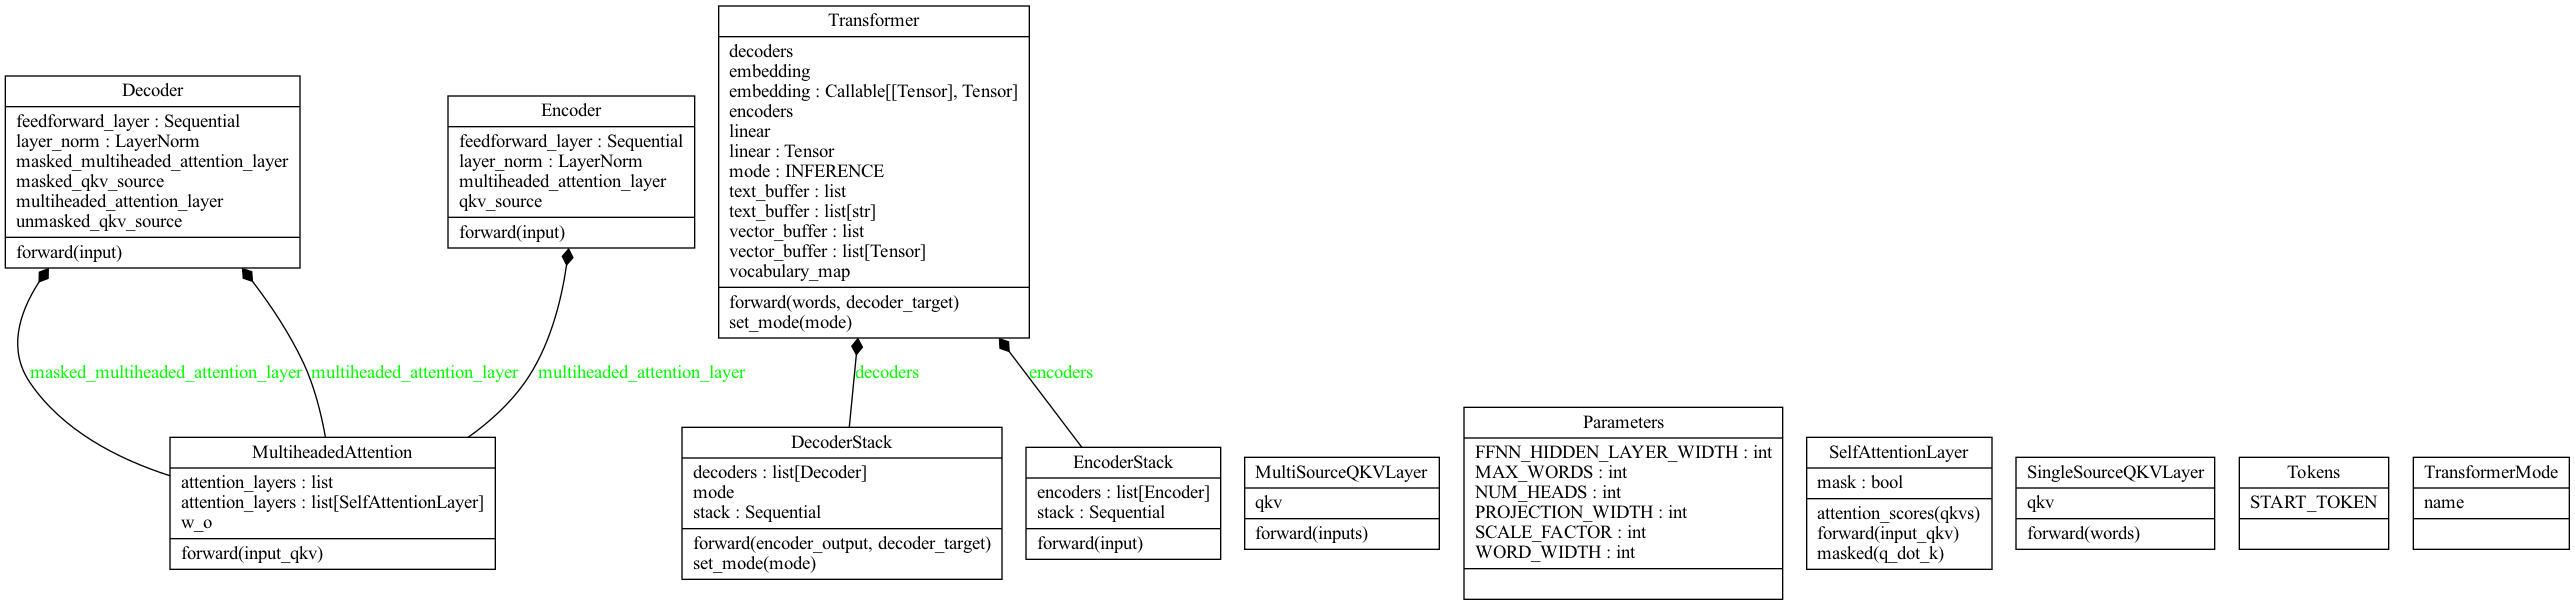 Decoder
feedforward_layer : Sequential
layer_norm : LayerNorm
masked_multiheaded_attention_layer
masked_qkv_source
multiheaded_attention_layer
unmasked_qkv_source
forward(input)
Encoder
feedforward_layer : Sequential
layer_norm : LayerNorm
multiheaded_attention_layer
qkv_source
forward(input)
Transformer
decoders
embedding
embedding : Callable[[Tensor], Tensor]
encoders
linear
linear : Tensor
mode : INFERENCE
text_buffer : list
text_buffer : list[str]
vector_buffer : list
vector_buffer : list[Tensor]
vocabulary_map
forward(words, decoder_target)
set_mode(mode)
masked_multiheaded_attention_layer
multiheaded_attention_layer
multiheaded_attention_layer
decoders
encoders
MultiheadedAttention
attention_layers : list
attention_layers : list[SelfAttentionLayer]
w_o
forward(input_qkv)
DecoderStack
decoders : list[Decoder]
mode
stack : Sequential
forward(encoder_output, decoder_target)
set_mode(mode)
EncoderStack
encoders : list[Encoder]
stack : Sequential
forward(input)
MultiSourceQKVLayer
qkv
forward(inputs)
Parameters
FFNN_HIDDEN_LAYER_WIDTH : int
MAX_WORDS : int
NUM_HEADS : int
PROJECTION_WIDTH : int
SCALE_FACTOR : int
WORD_WIDTH : int
SelfAttentionLayer
mask : bool
attention_scores(qkvs)
forward(input_qkv)
masked(q_dot_k)
SingleSourceQKVLayer
qkv
forward(words)
Tokens
START_TOKEN
TransformerMode
name